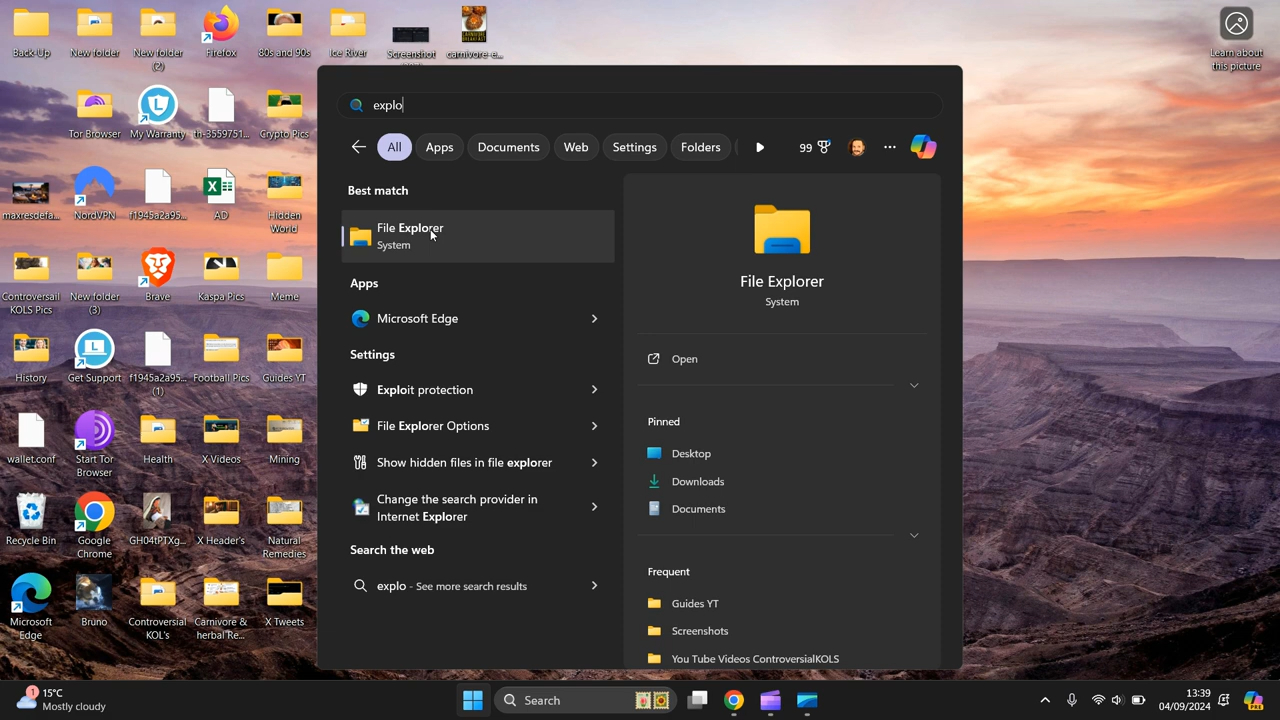 Back-Up
New folder
New folder
(2)
Firefox
80s and 90s
Ice River
Screenshot
carnivore-e...
Learn about
this picture
explo
All
Apps
Documents
Web
Settings
Folders
99
Tor Browser
My Warranty
th-3559751...
Crypto Pics
Best match
File Explorer
System
File Explorer
System
maxresdefa...
NordVPN
f1945a2a95...
AD
Hidden
World
Apps
Microsoft Edge
Controversail
KOLS Pics
New folder
(3)
Brave
Kaspa Pics
Meme
Settings
Exploit protection
File Explorer Options
Show hidden files in file explorer
Change the search provider in
Internet Explorer
Open
Pinned
Desktop
Downloads
Documents
History
Get Support
f1945a2a95...
(1)
Football Pics
Guides YT
wallet.conf
Start Tor
Browser
Health
X Videos
Mining
Search the web
explo - See more search results
Frequent
Guides YT
Screenshots
You Tube Videos ControversialKOLS
Recycle Bin
Google
Chrome
GH04tPTXg...
X Header's
Natural
Remedies
Microsoft
Edge
Bruno
Controversial
KOL's
Carnivore &
herbal Re...
X Tweets
1
15°C
Mostly cloudy
Search
13:39
04/09/2024